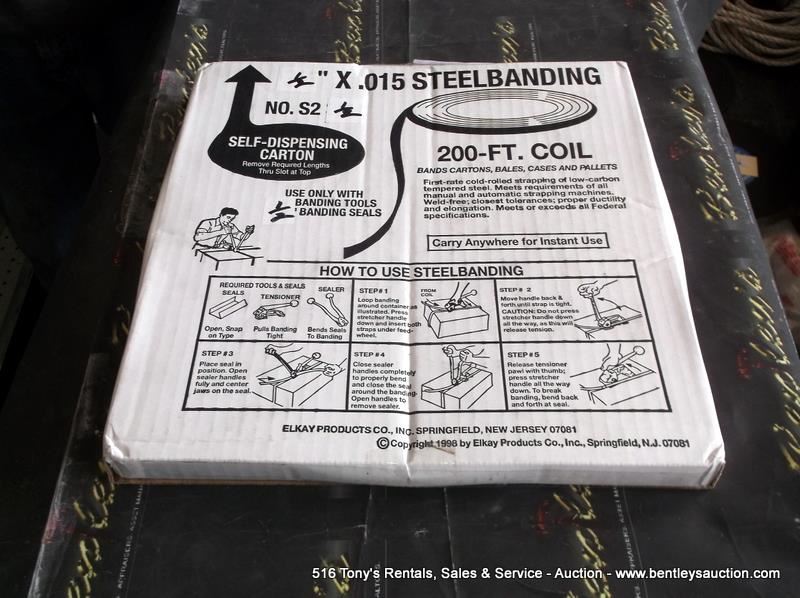 ½" X .015 STEELBANDING
NO. S2 ½
SELF-DISPENSING
CARTON
Remove Required Lengths
Thru Slot at Top
200-FT. COIL
BANDS CARTONS, BALES, CASES AND PALLETS
First-rate cold-rolled strapping of low-carbon
tempered steel. Meets requirements of all
manual and automatic strapping machines.
Weld-free; closest tolerances; proper ductility
and elongation. Meets or exceeds all Federal
specifications.
USE ONLY WITH
½" BANDING TOOLS
BANDING SEALS
Carry Anywhere for Instant Use
HOW TO USE STEELBANDING
REQUIRED TOOLS & SEALS
SEALS
TENSIONER
SEALER
Open, Snap
on Type
Pulls Banding
Tight
Bends Seals
To Banding
STEP#1
Loop banding
around container as
illustrated. Press
stretcher handle
down and insert both
straps under feed-
wheel.
FROM
COIL
STEP# 2
Move handle back &
forth until strap is tight.
CAUTION: Do not press
stretcher handle down
all the way, as this will
release tension.
STEP#3
Place seal in
position. Open
sealer handles
fully and center
jaws on the seal.
STEP#4
Close sealer
handles completely
to properly bend
and close the seal
around the banding.
Open handles to
remove sealer.
STEP#5
Release tensioner
pawl with thumb;
press stretcher
handle all the way
down. To break
banding, bend back
and forth at seal.
ELKAY PRODUCTS CO., INC. SPRINGFIELD, NEW JERSEY 07081
© Copyright 1998 by Elkay Products Co., Inc., Springfield, N.J. 07081
Bentley's
516 Tony's Rentals, Sales & Service - Auction - www.bentleysauction.com